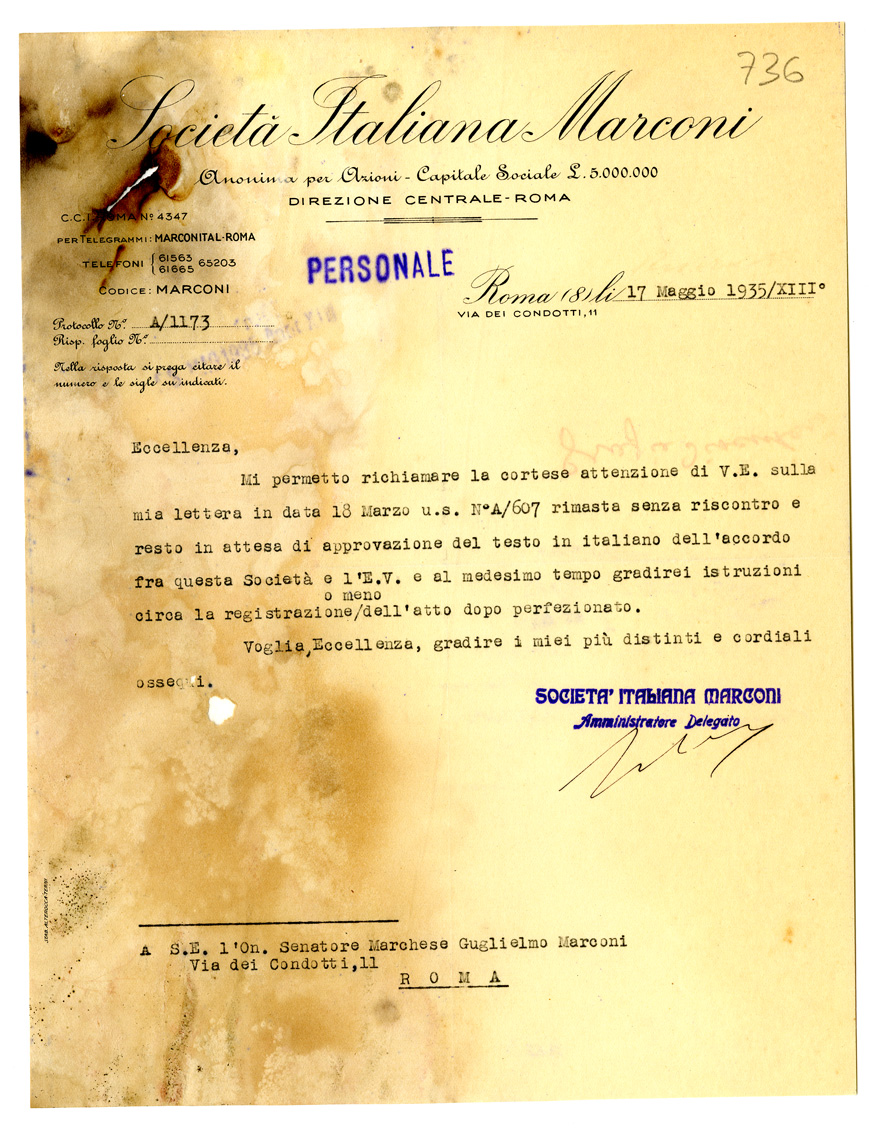 736
Società Italiana Marconi
Anonima per Azioni - Capitale Sociale L. 5.000.000
DIREZIONE CENTRALE-ROMA
C.C.I. ROMA Nº 4347
PER TELEGRAMMI: MARCONITAL-ROMA
TELEFONI { 61563 61665 65203
CODICE: MARCONI
PERSONALE
Roma (8) li 17 Maggio 1935/XIII°
VIA DEI CONDOTTI, 11
Protocollo Nº. A/1173
Risp. foglio Nº.
Nella risposta si prega citare il
numero e le sigle su indicati.
Eccellenza,
Mi permetto richiamare la cortese attenzione di V.E. sulla
mia lettera in data 18 Marzo u.s. N°A/607 rimasta senza riscontro e
resto in attesa di approvazione del testo in italiano dell'accordo
fra questa Società e l'E.V. e al medesimo tempo gradirei istruzioni
o meno
circa la registrazione/dell'atto dopo perfezionato.
Voglia,Eccellenza, gradire i miei più distinti e cordiali
ossequi.
SOCIETA' ITALIANA MARCONI
Amministratore Delegato
STAB. ALTEROCCA TERNI
A S.E. l'On. Senatore Marchese Guglielmo Marconi
Via dei Condotti,11
R O M A